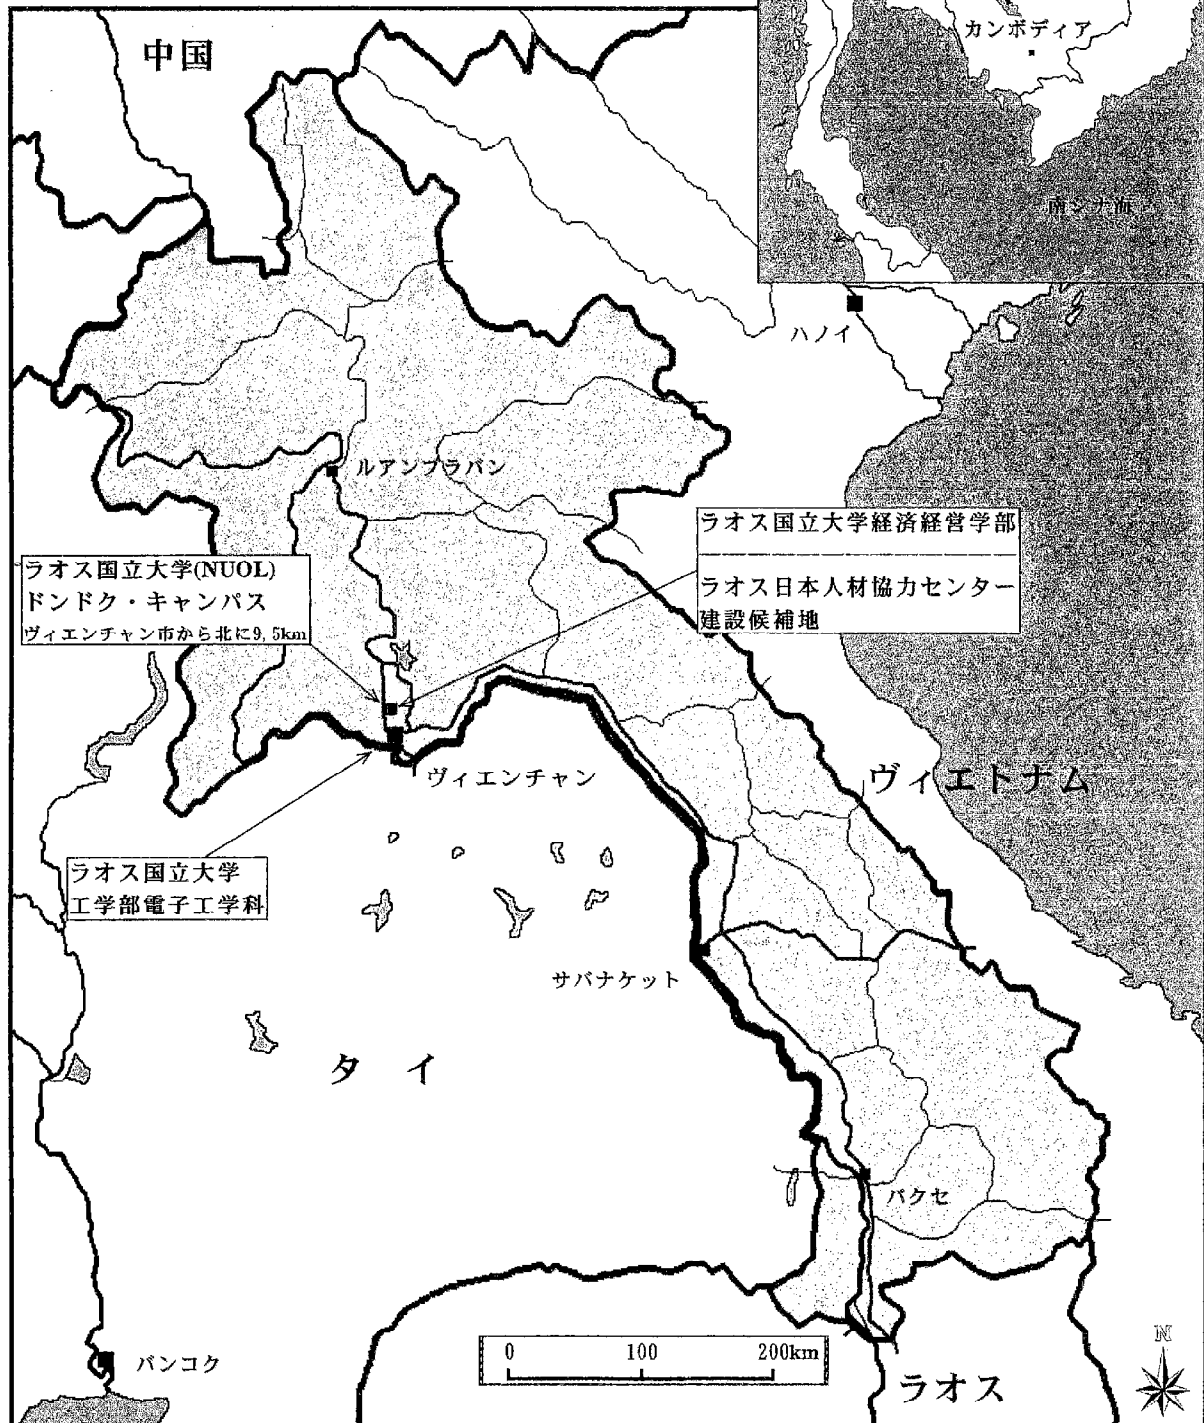 中国
カンボディア
南シナ海
ハノイ
ルアンプラバン
ラオス国立大学経済経営学部
ラオス日本人材協力センター
建設候補地
ラオス国立大学(NUOL)
ドンドク・キャンパス
ヴィエンチャン市から北に9,5km
ヴィエンチャン
ヴィエトナム
ラオス国立大学
工学部電子工学科
サバナケット
タイ
パクセ
バンコク
0 100 200km
ラオス
N